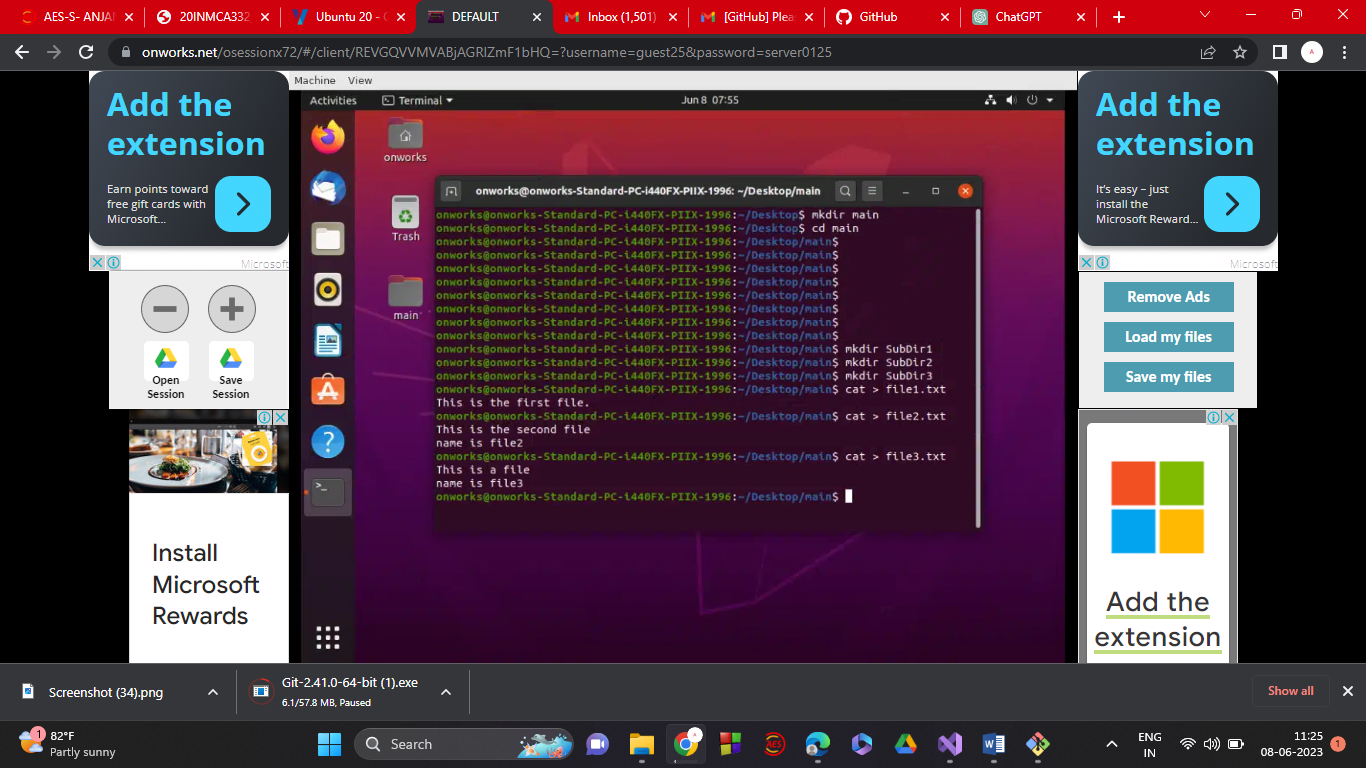 AES-S- ANJAN
20INMCA332
Ubuntu 20 - O
DEFAULT
Inbox (1,501)
[GitHub] Plea
GitHub
ChatGPT
onworks.net/osessionx72/#/client/REVGQVVMVABjAGRlZmF1bHQ=?username=guest25&password=server0125
Machine View
Activities
Terminal
Jun 8 07:55
Add the
extension
Earn points toward
free gift cards with
Microsoft...
Microsoft
Open
Session
Save
Session
Install
Microsoft
Rewards
onworks
Trash
main
onworks@onworks-Standard-PC-i440FX-PIIX-1996: ~/Desktop/main
onworks@onworks-Standard-PC-i440FX-PIIX-1996:~/Desktop$ mkdir main
onworks@onworks-Standard-PC-i440FX-PIIX-1996:~/Desktop$ cd main
onworks@onworks-Standard-PC-i440FX-PIIX-1996:~/Desktop/main$
onworks@onworks-Standard-PC-i440FX-PIIX-1996:~/Desktop/main$
onworks@onworks-Standard-PC-i440FX-PIIX-1996:~/Desktop/main$
onworks@onworks-Standard-PC-i440FX-PIIX-1996:~/Desktop/main$
onworks@onworks-Standard-PC-i440FX-PIIX-1996:~/Desktop/main$
onworks@onworks-Standard-PC-i440FX-PIIX-1996:~/Desktop/main$
onworks@onworks-Standard-PC-i440FX-PIIX-1996:~/Desktop/main$
onworks@onworks-Standard-PC-i440FX-PIIX-1996:~/Desktop/main$
onworks@onworks-Standard-PC-i440FX-PIIX-1996:~/Desktop/main$ mkdir SubDir1
onworks@onworks-Standard-PC-i440FX-PIIX-1996:~/Desktop/main$ mkdir SubDir2
onworks@onworks-Standard-PC-i440FX-PIIX-1996:~/Desktop/main$ mkdir SubDir3
onworks@onworks-Standard-PC-i440FX-PIIX-1996:~/Desktop/main$ cat > file1.txt
This is the first file.
onworks@onworks-Standard-PC-i440FX-PIIX-1996:~/Desktop/main$ cat > file2.txt
This is the second file
name is file2
onworks@onworks-Standard-PC-i440FX-PIIX-1996:~/Desktop/main$ cat > file3.txt
This is a file
name is file3
onworks@onworks-Standard-PC-i440FX-PIIX-1996:~/Desktop/main$
Add the
extension
It's easy – just
install the
Microsoft Reward...
Microsoft
Remove Ads
Load my files
Save my files
Add the
extension
Screenshot (34).png
Git-2.41.0-64-bit (1).exe
6.1/57.8 MB, Paused
Show all
1
82°F
Partly sunny
Search
AES
ENG
IN
11:25
08-06-2023
1